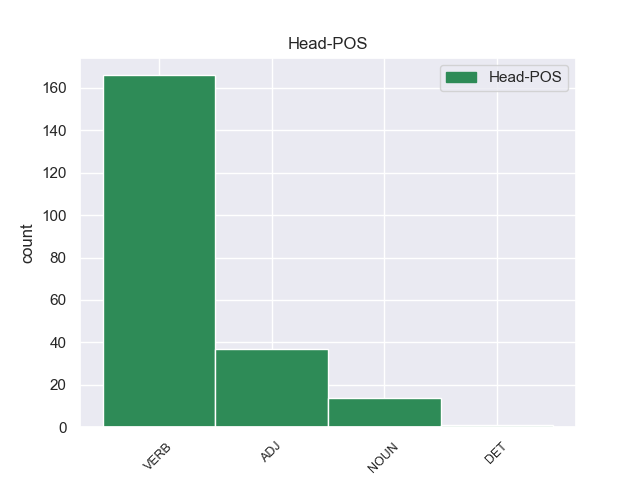 Head-POS
Head-POS
count
160
140
120
100
80
60
40
20
0
VERB
ADJ
NOUN
DET